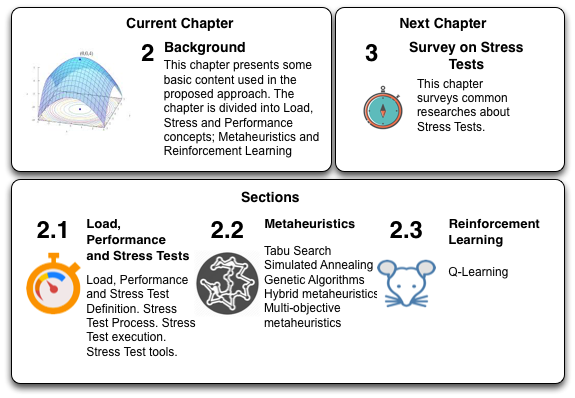 Current Chapter
2
Background
This chapter presents some
basic content used in the
proposed approach. The
chapter is divided into Load,
Stress and Performance
concepts; Metaheuristics and
Reinforcement Learning
Next Chapter
3
Survey on Stress
Tests
This chapter
surveys common
researches about
Stress Tests.
Sections
2.1
Load,
Performance
and Stress Tests
Load, Performance
and Stress Test
Definition. Stress
Test Process. Stress
Test execution.
Stress Test tools.
2.2
Metaheuristics
Tabu Search
Simulated Annealing
Genetic Algorithms
Hybrid metaheuristics
Multi-objective
metaheuristics
2.3
Reinforcement
Learning
Q-Learning